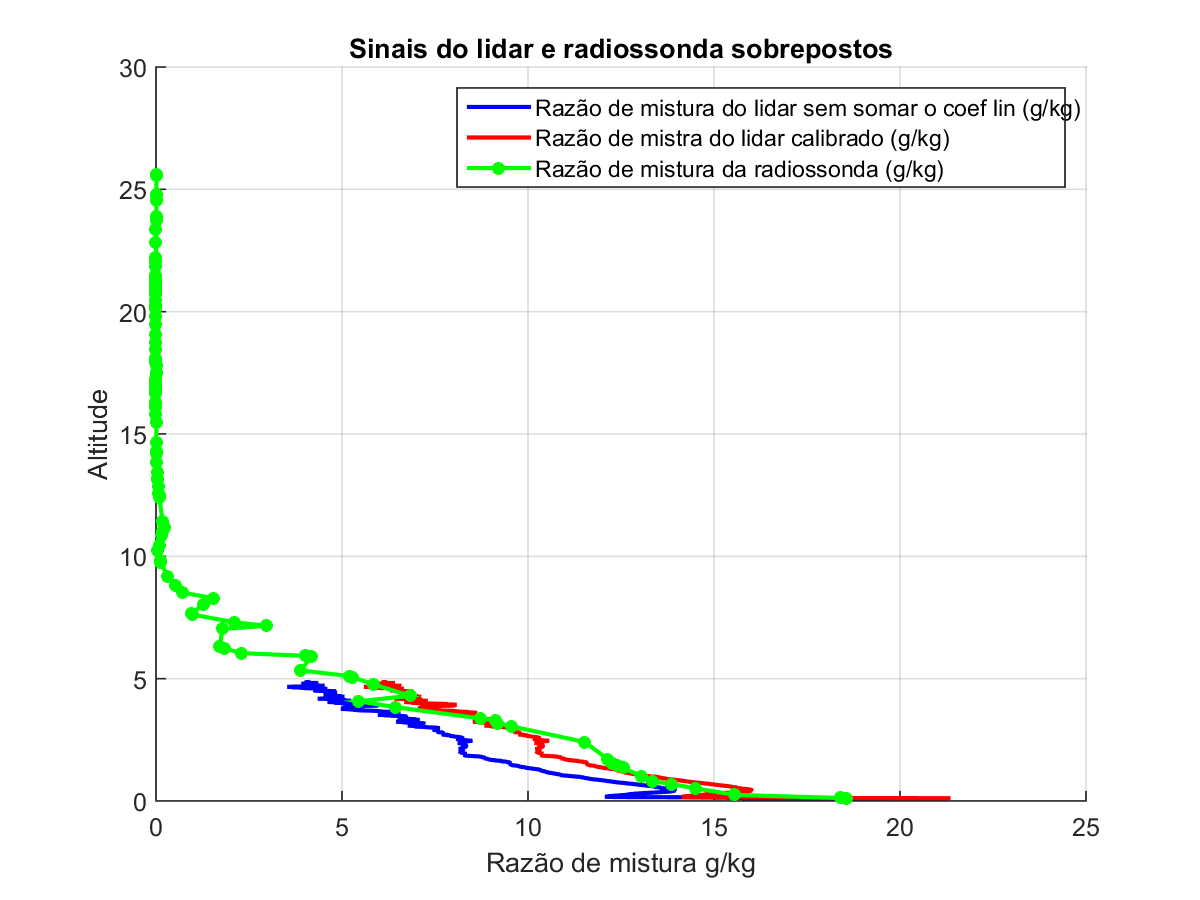 Sinais do lidar e radiossonda sobrepostos
30
Razão de mistura do lidar sem somar o coef lin (g/kg)
Razão de mistra do lidar calibrado (g/kg)
Razão de mistura da radiossonda (g/kg)
25
20
15
10
5
0
Altitude
0 5 10 15 20 25
Razão de mistura g/kg